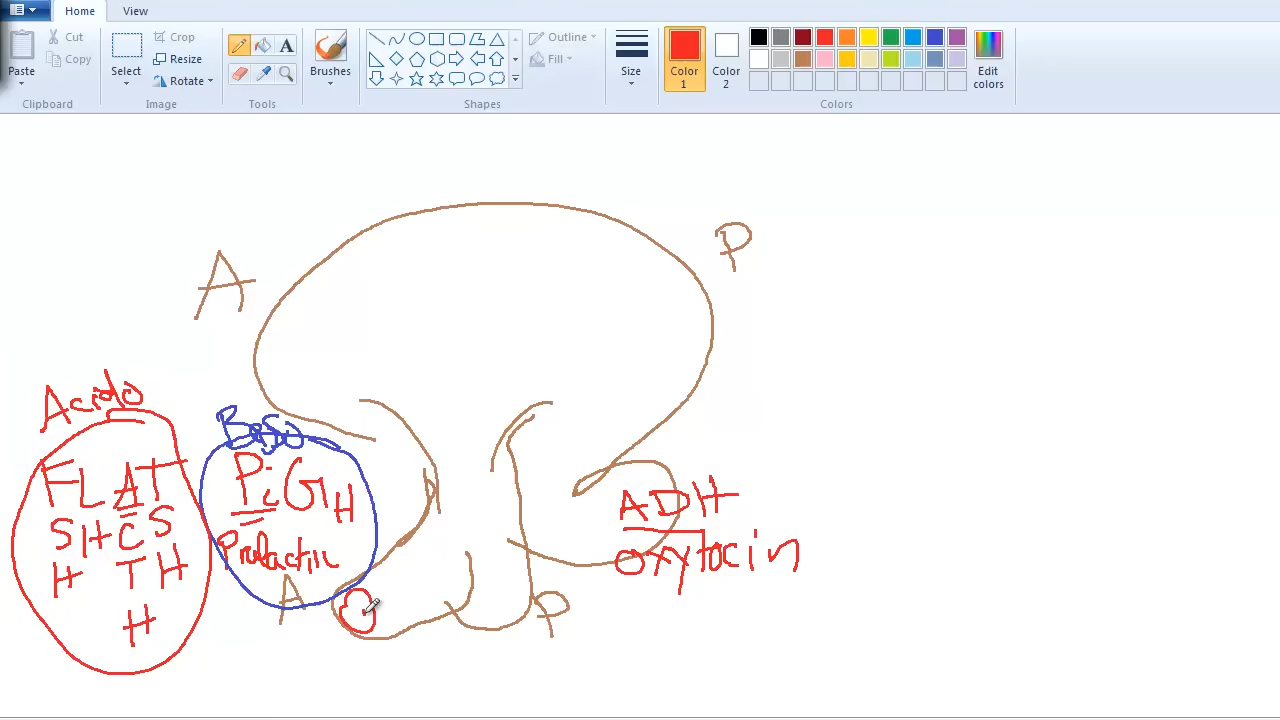 Home View
Paste
Cut
Copy
Clipboard
Select
Crop
Resize
Rotate
Image
Tools
Brushes
Shapes
Outline
Fill
Size
Color 1
Color 2
Edit colors
Colors
A
P
Acido
FLAT
SHCS
HTH
H
Baso
PiGH
Prolactin
ADH
oxytocin
A
P